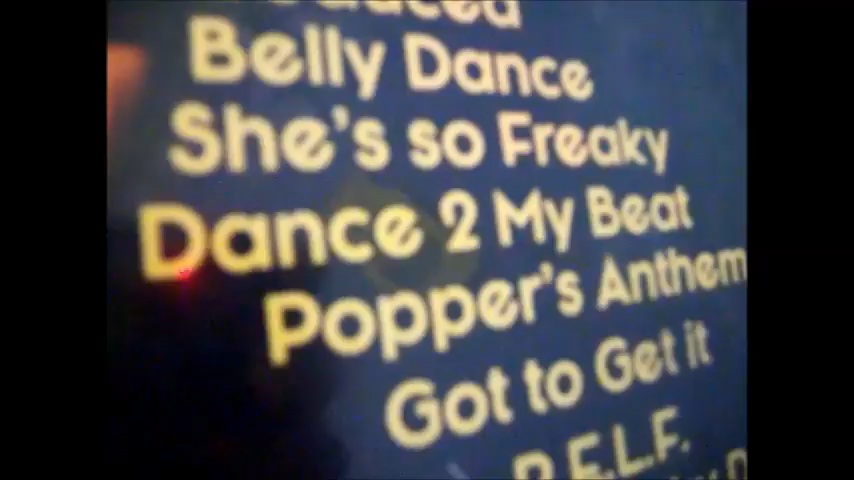 Belly Dance
She's so Freaky
Dance 2 My Beat
Popper's Anthem
Got to Get it